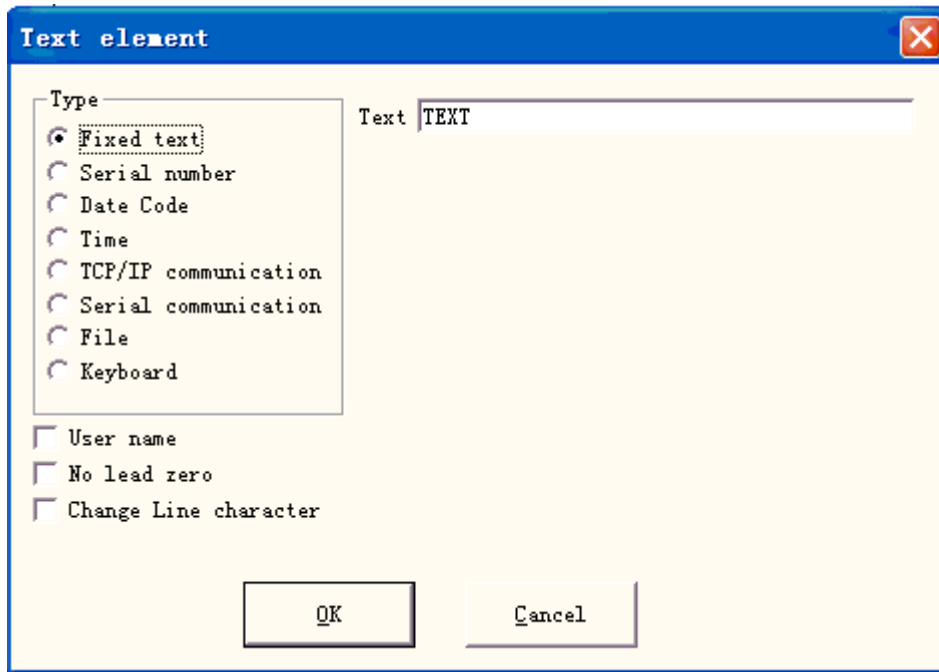 Text element
Type
Fixed text
Serial number
Date Code
Time
TCP/IP communication
Serial communication
File
Keyboard
Text TEXT
User name
No lead zero
Change Line character
OK Cancel